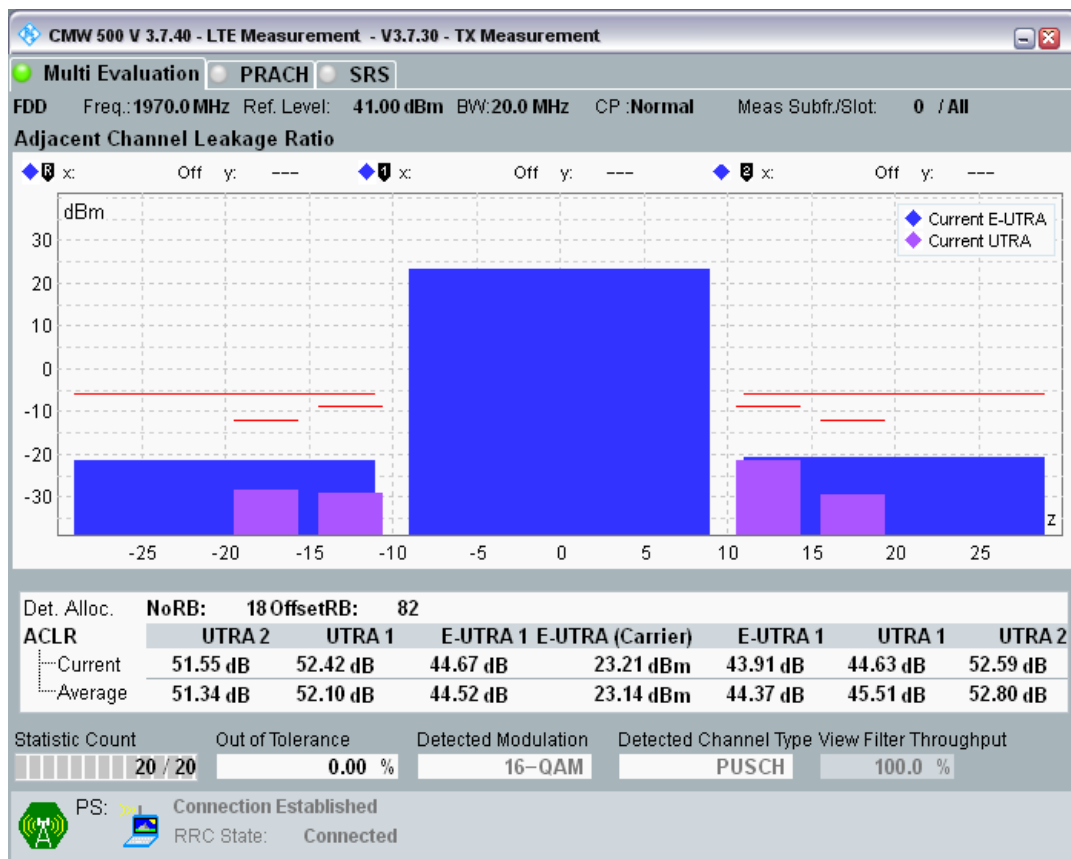 CMW 500 V 3.7.40 - LTE Measurement - V3.7.30 - TX Measurement
Multi Evaluation PRACH SRS
FDD Freq.:1970.0 MHz Ref. Level: 41.00 dBm BW:20.0 MHz CP :Normal Meas Subfr./Slot: 0 / All
Adjacent Channel Leakage Ratio
R x: Off y: --- 1 x: Off y: --- 2 x: Off y: ---
dBm
Current E-UTRA
Current UTRA
30
20
10
0
-10
-20
-30
z
-25 -20 -15 -10 -5 0 5 10 15 20 25
Det. Alloc. NoRB: 18 OffsetRB: 82
ACLR UTRA 2 UTRA 1 E-UTRA 1 E-UTRA (Carrier) E-UTRA 1 UTRA 1 UTRA 2
Current 51.55 dB 52.42 dB 44.67 dB 23.21 dBm 43.91 dB 44.63 dB 52.59 dB
Average 51.34 dB 52.10 dB 44.52 dB 23.14 dBm 44.37 dB 45.51 dB 52.80 dB
Statistic Count Out of Tolerance Detected Modulation Detected Channel Type View Filter Throughput
20 / 20 0.00 % 16-QAM PUSCH 100.0 %
PS: Connection Established
RRC State: Connected